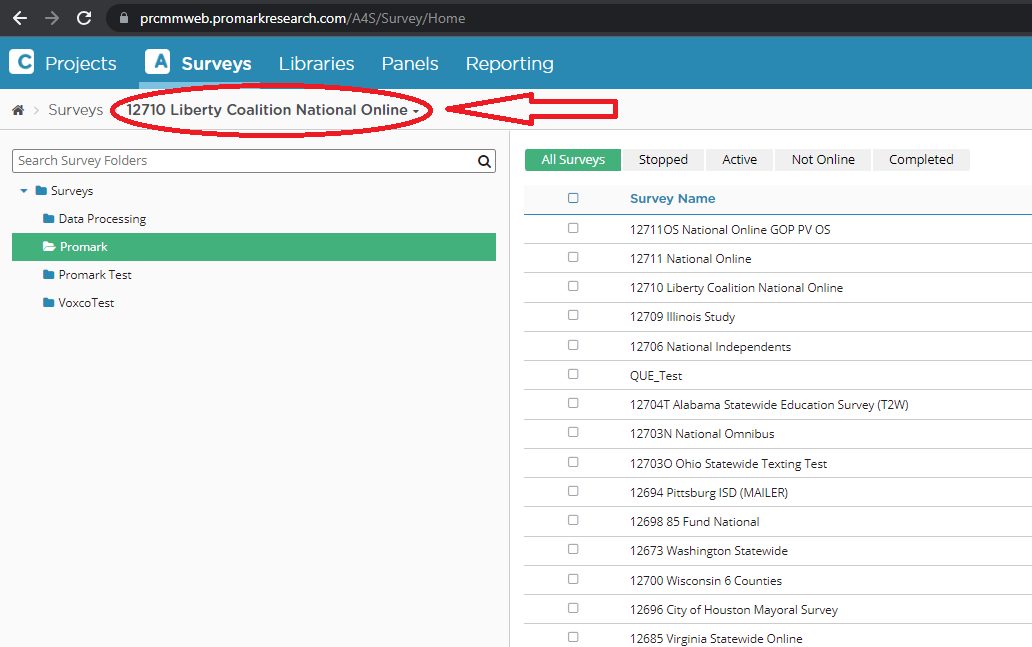 prcmmweb.promarkresearch.com/A4S/Survey/Home
C Projects A Surveys Libraries Panels Reporting
Surveys 12710 Liberty Coalition National Online
Search Survey Folders
Surveys
Data Processing
Promark
Promark Test
VoxcoTest
All Surveys Stopped Active Not Online Completed
Survey Name
12711OS National Online GOP PV OS
12711 National Online
12710 Liberty Coalition National Online
12709 Illinois Study
12706 National Independents
QUE_Test
12704T Alabama Statewide Education Survey (T2W)
12703N National Omnibus
12703O Ohio Statewide Texting Test
12694 Pittsburg ISD (MAILER)
12698 85 Fund National
12673 Washington Statewide
12700 Wisconsin 6 Counties
12696 City of Houston Mayoral Survey
12685 Virginia Statewide Online